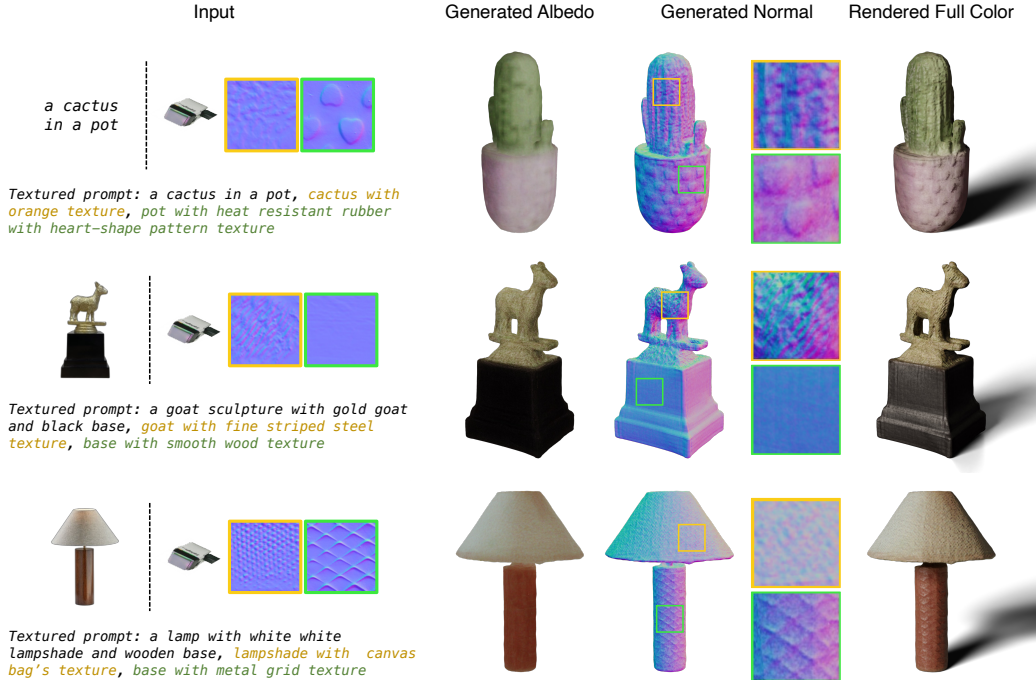 Input
Generated Albedo
Generated Normal
Rendered Full Color
a cactus
in a pot
Textured prompt: a cactus in a pot, cactus with
orange texture, pot with heat resistant rubber
with heart-shape pattern texture
Textured prompt: a goat sculpture with gold goat
and black base, goat with fine striped steel
texture, base with smooth wood texture
Textured prompt: a lamp with white white
lampshade and wooden base, lampshade with canvas
bag's texture, base with metal grid texture